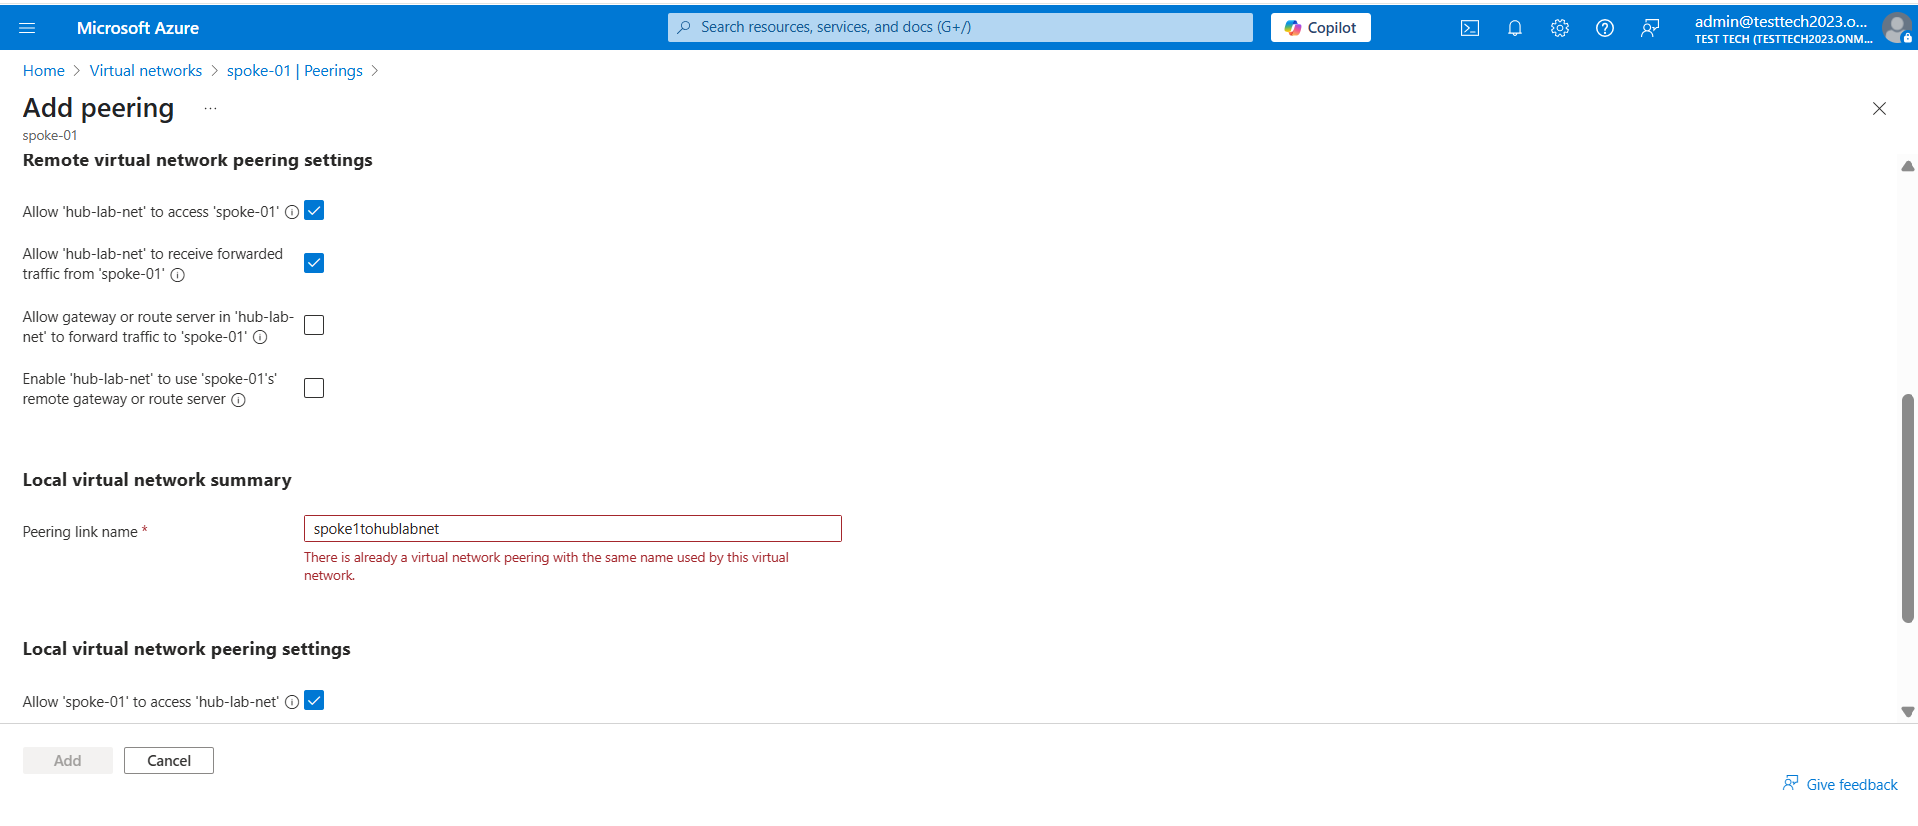 Microsoft Azure
Search resources, services, and docs (G+/)
Copilot
admin@testtech2023.o...
TEST TECH (TESTTECH2023.ONM...
Home > Virtual networks > spoke-01 | Peerings >
Add peering ...
spoke-01
Remote virtual network peering settings
Allow 'hub-lab-net' to access 'spoke-01'
Allow 'hub-lab-net' to receive forwarded
traffic from 'spoke-01'
Allow gateway or route server in 'hub-lab-
net' to forward traffic to 'spoke-01'
Enable 'hub-lab-net' to use 'spoke-01's'
remote gateway or route server
Local virtual network summary
Peering link name *
spoke1tohublabnet
There is already a virtual network peering with the same name used by this virtual
network.
Local virtual network peering settings
Allow 'spoke-01' to access 'hub-lab-net'
Add
Cancel
Give feedback